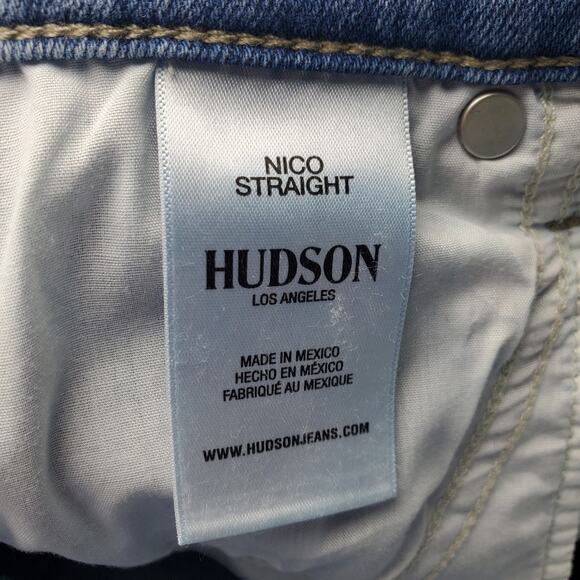 NICO
STRAIGHT
HUDSON
LOS ANGELES
MADE IN MEXICO
HECHO EN MÉXICO
FABRIQUÉ AU MEXIQUE
WWW.HUDSONJEANS.COM